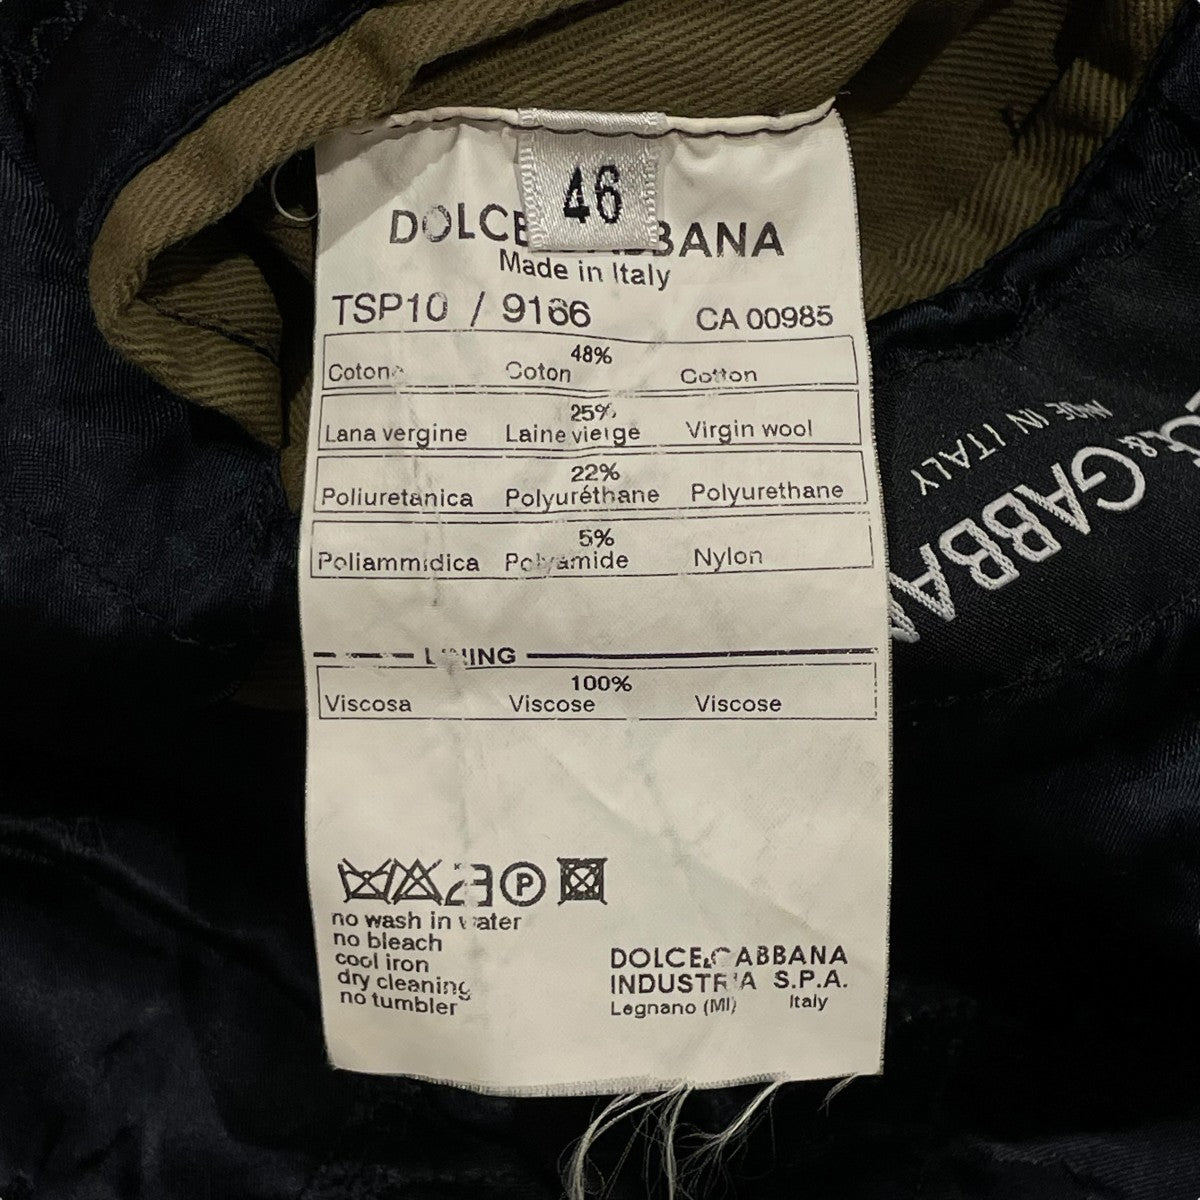 46
DOLCE GABBANA
Made in Italy
TSP10 / 9166 CA 00985
48%
Cotone Coton Cotton
25%
Lana vergine Laine vierge Virgin wool
22%
Poliuretanica Polyuréthane Polyurethane
5%
Poliammidica Polyamide Nylon
LINING
100%
Viscosa Viscose Viscose
P
no wash in water
no bleach
cool iron
dry cleaning
no tumbler
DOLCE&GABBANA
INDUSTRIA S.P.A.
Legnano (MI) Italy
&GABBANA
MADE IN ITALY